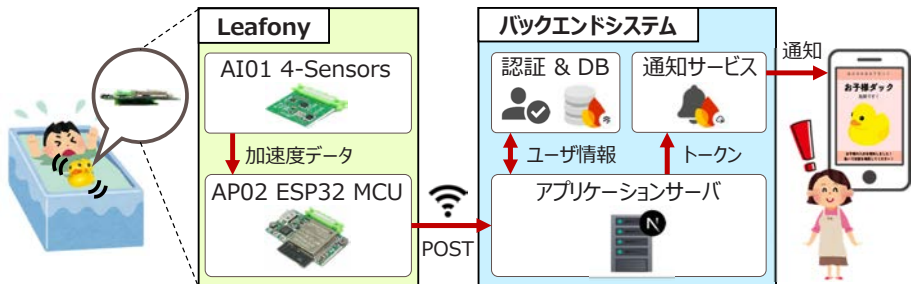 Leafony
AI01 4-Sensors
加速度データ
AP02 ESP32 MCU
POST
バックエンドシステム
認証 & DB
通知サービス
ユーザ情報
トークン
アプリケーションサーバ
N
通知
お子様ダック